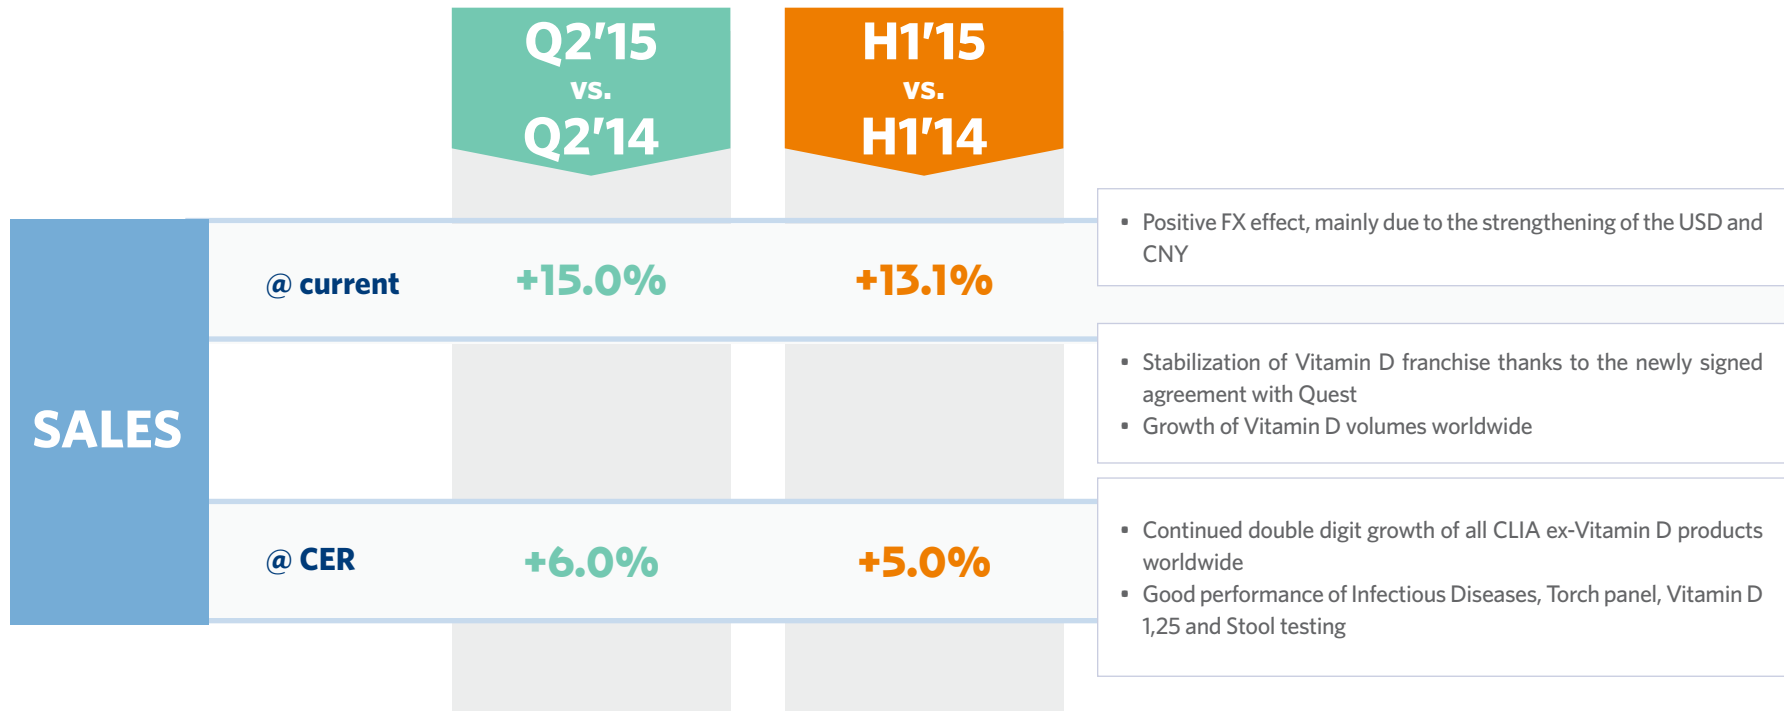 Q2'15
vs.
Q2'14
H1'15
vs.
H1'14
SALES
@ current
+15.0%
+13.1%
▪ Positive FX effect, mainly due to the strengthening of the USD and
CNY
▪ Stabilization of Vitamin D franchise thanks to the newly signed
agreement with Quest
▪ Growth of Vitamin D volumes worldwide
@ CER
+6.0%
+5.0%
▪ Continued double digit growth of all CLIA ex-Vitamin D products
worldwide
▪ Good performance of Infectious Diseases, Torch panel, Vitamin D
1,25 and Stool testing